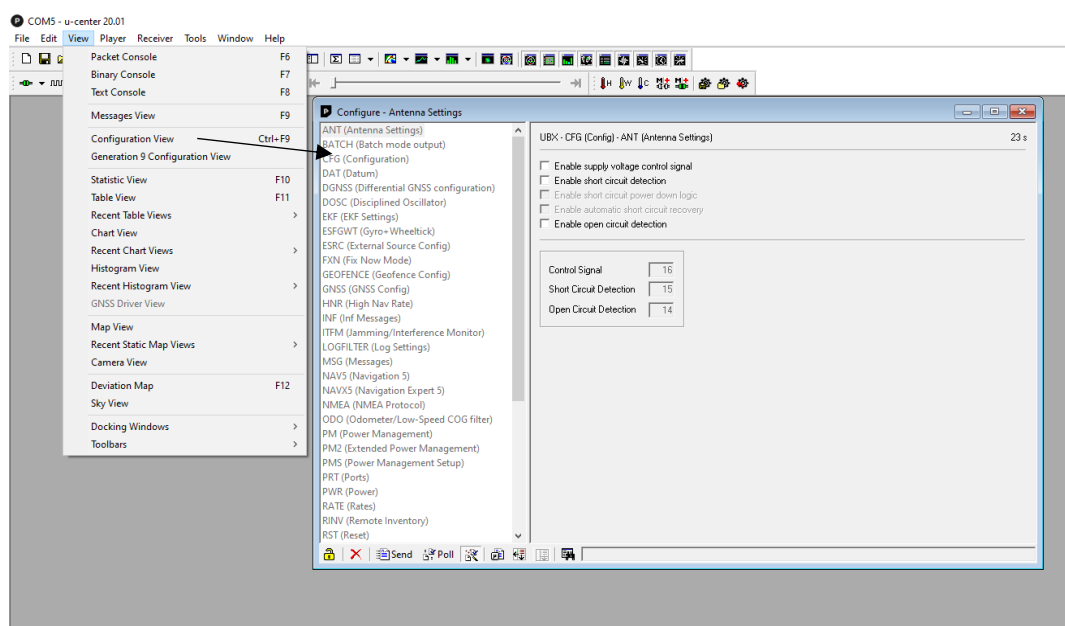 COM5 - u-center 20.01
File Edit View Player Receiver Tools Window Help
Packet Console F6
Binary Console F7
Text Console F8
Messages View F9
Configuration View Ctrl+F9
Generation 9 Configuration View
Statistic View F10
Table View F11
Recent Table Views >
Chart View
Recent Chart Views >
Histogram View
Recent Histogram View >
GNSS Driver View
Map View
Recent Static Map Views >
Camera View
Deviation Map F12
Sky View
Docking Windows >
Toolbars >
Configure - Antenna Settings
ANT (Antenna Settings)
BATCH (Batch mode output)
CFG (Configuration)
DAT (Datum)
DGNSS (Differential GNSS configuration)
DOSC (Disciplined Oscillator)
EKF (EKF Settings)
ESFGWT (Gyro+Wheeltick)
ESRC (External Source Config)
FXN (Fix Now Mode)
GEOFENCE (Geofence Config)
GNSS (GNSS Config)
HNR (High Nav Rate)
INF (Inf Messages)
ITFM (Jamming/Interference Monitor)
LOGFILTER (Log Settings)
MSG (Messages)
NAV5 (Navigation 5)
NAVX5 (Navigation Expert 5)
NMEA (NMEA Protocol)
ODO (Odometer/Low-Speed COG filter)
PM (Power Management)
PM2 (Extended Power Management)
PMS (Power Management Setup)
PRT (Ports)
PWR (Power)
RATE (Rates)
RINV (Remote Inventory)
RST (Reset)
UBX - CFG (Config) - ANT (Antenna Settings) 23 s
Enable supply voltage control signal
Enable short circuit detection
Enable short circuit power down logic
Enable automatic short circuit recovery
Enable open circuit detection
Control Signal 16
Short Circuit Detection 15
Open Circuit Detection 14
Send Poll